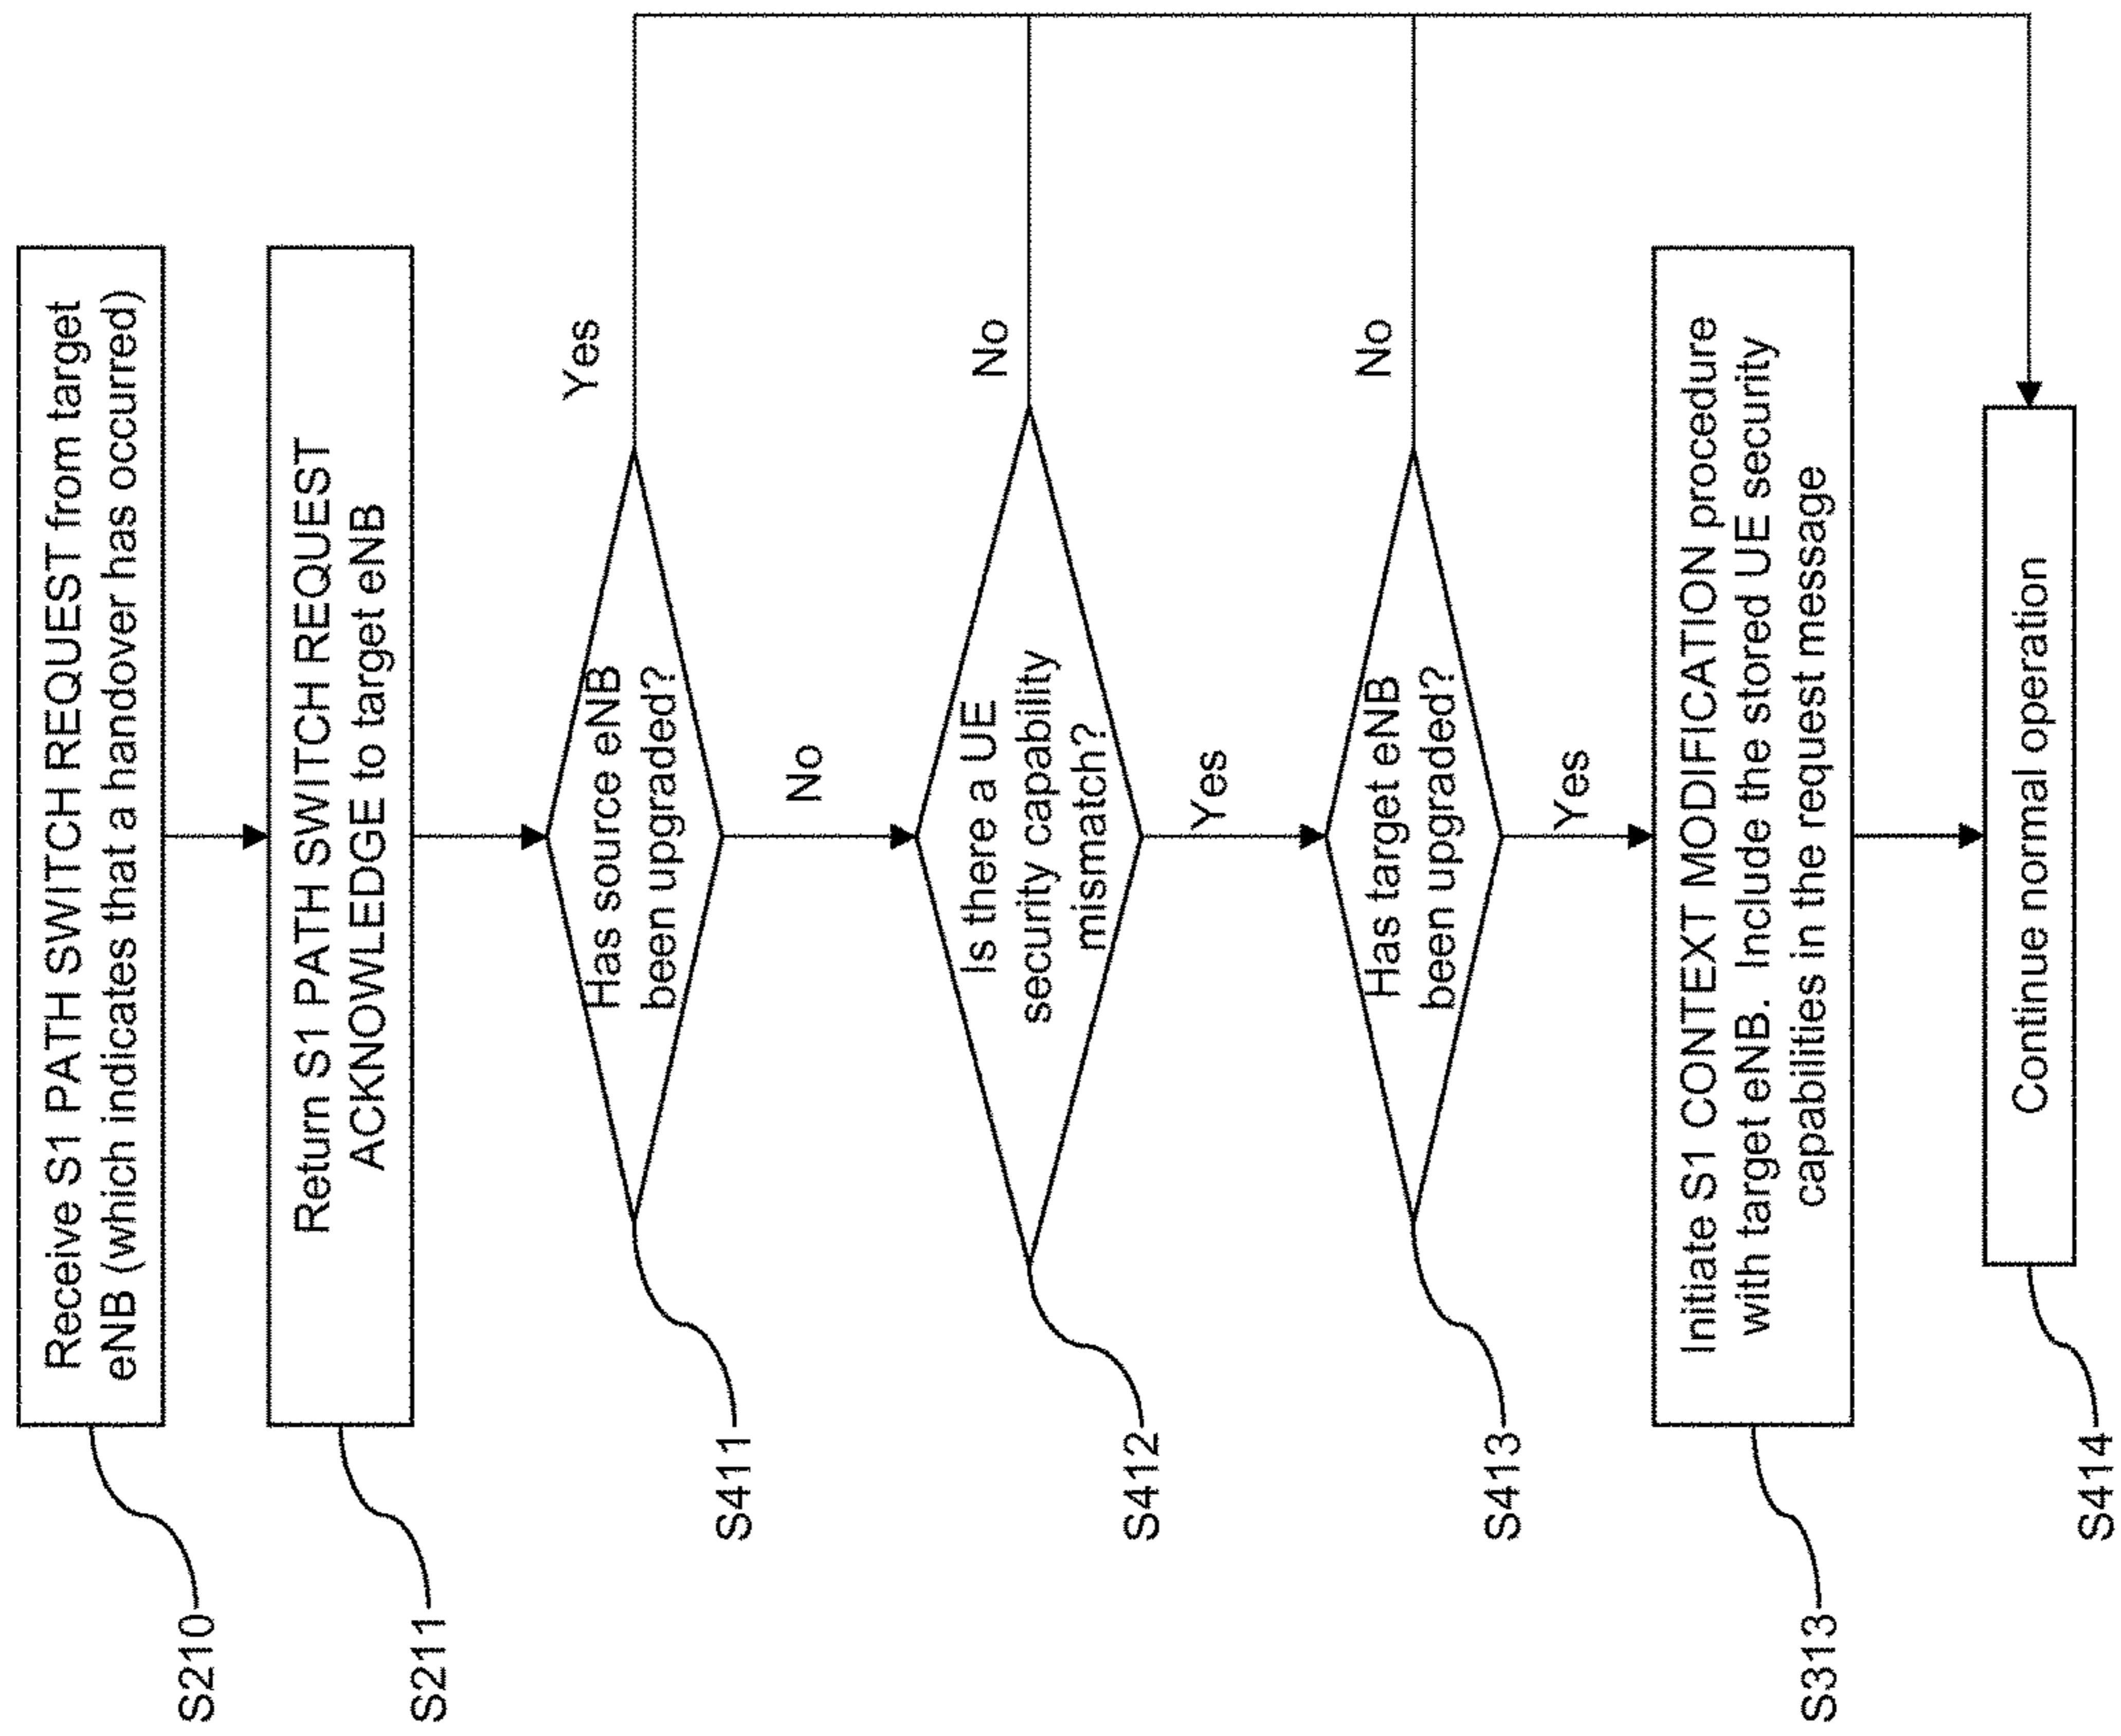 Receive S1 PATH SWITCH REQUEST from target
eNB (which indicates that a handover has occurred)
S210
Return S1 PATH SWITCH REQUEST
ACKNOWLEDGE to target eNB
S211
Has source eNB
been upgraded?
Yes
No
S411
Is there a UE
security capability
mismatch?
No
Yes
S412
Has target eNB
been upgraded?
No
Yes
S413
Initiate S1 CONTEXT MODIFICATION procedure
with target eNB. Include the stored UE security
capabilities in the request message
S313
Continue normal operation
S414